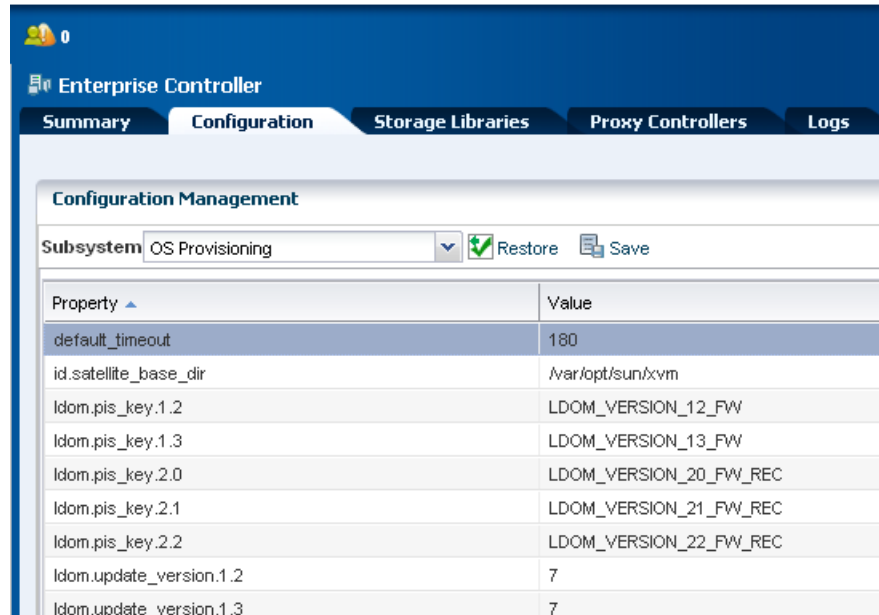 0
Enterprise Controller
Summary Configuration Storage Libraries Proxy Controllers Logs
Configuration Management
Subsystem OS Provisioning Restore Save
Property Value
default_timeout 180
id.satellite_base_dir /var/opt/sun/xvm
ldom.pis_key.1.2 LDOM_VERSION_12_FW
ldom.pis_key.1.3 LDOM_VERSION_13_FW
ldom.pis_key.2.0 LDOM_VERSION_20_FW_REC
ldom.pis_key.2.1 LDOM_VERSION_21_FW_REC
ldom.pis_key.2.2 LDOM_VERSION_22_FW_REC
ldom.update_version.1.2 7
ldom.update_version.1.3 7